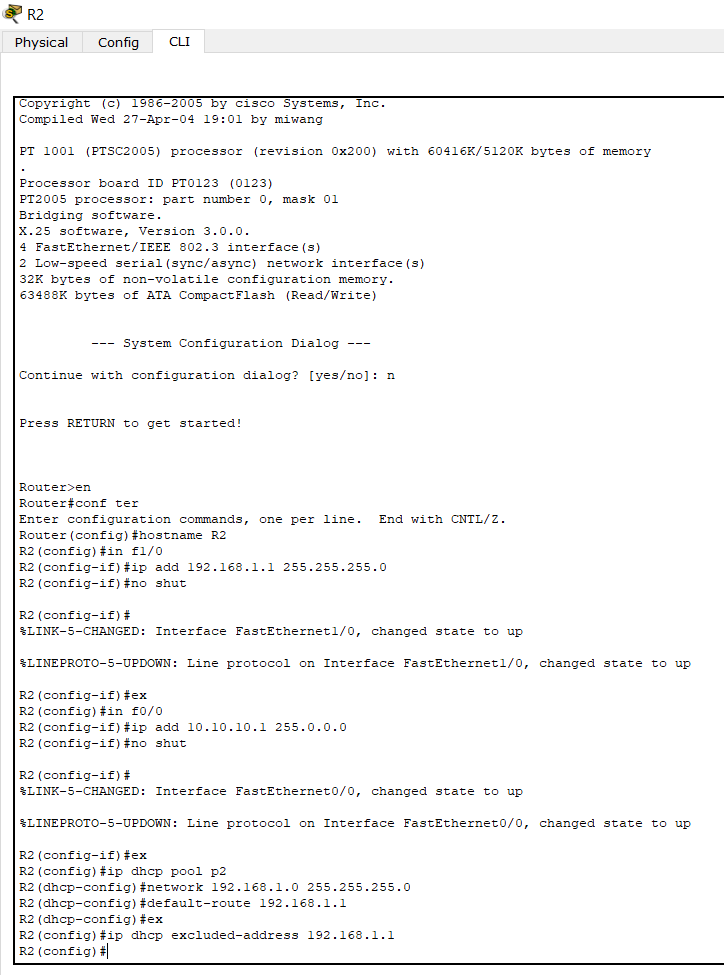 R2
Physical Config CLI
Copyright (c) 1986-2005 by cisco Systems, Inc.
Compiled Wed 27-Apr-04 19:01 by miwang
PT 1001 (PTSC2005) processor (revision 0x200) with 60416K/5120K bytes of memory
.
Processor board ID PT0123 (0123)
PT2005 processor: part number 0, mask 01
Bridging software.
X.25 software, Version 3.0.0.
4 FastEthernet/IEEE 802.3 interface(s)
2 Low-speed serial(sync/async) network interface(s)
32K bytes of non-volatile configuration memory.
63488K bytes of ATA CompactFlash (Read/Write)
--- System Configuration Dialog ---
Continue with configuration dialog? [yes/no]: n
Press RETURN to get started!
Router>en
Router#conf ter
Enter configuration commands, one per line.  End with CNTL/Z.
Router(config)#hostname R2
R2(config)#in f1/0
R2(config-if)#ip add 192.168.1.1 255.255.255.0
R2(config-if)#no shut
R2(config-if)#
%LINK-5-CHANGED: Interface FastEthernet1/0, changed state to up
%LINEPROTO-5-UPDOWN: Line protocol on Interface FastEthernet1/0, changed state to up
R2(config-if)#ex
R2(config)#in f0/0
R2(config-if)#ip add 10.10.10.1 255.0.0.0
R2(config-if)#no shut
R2(config-if)#
%LINK-5-CHANGED: Interface FastEthernet0/0, changed state to up
%LINEPROTO-5-UPDOWN: Line protocol on Interface FastEthernet0/0, changed state to up
R2(config-if)#ex
R2(config)#ip dhcp pool p2
R2(dhcp-config)#network 192.168.1.0 255.255.255.0
R2(dhcp-config)#default-route 192.168.1.1
R2(dhcp-config)#ex
R2(config)#ip dhcp excluded-address 192.168.1.1
R2(config)#